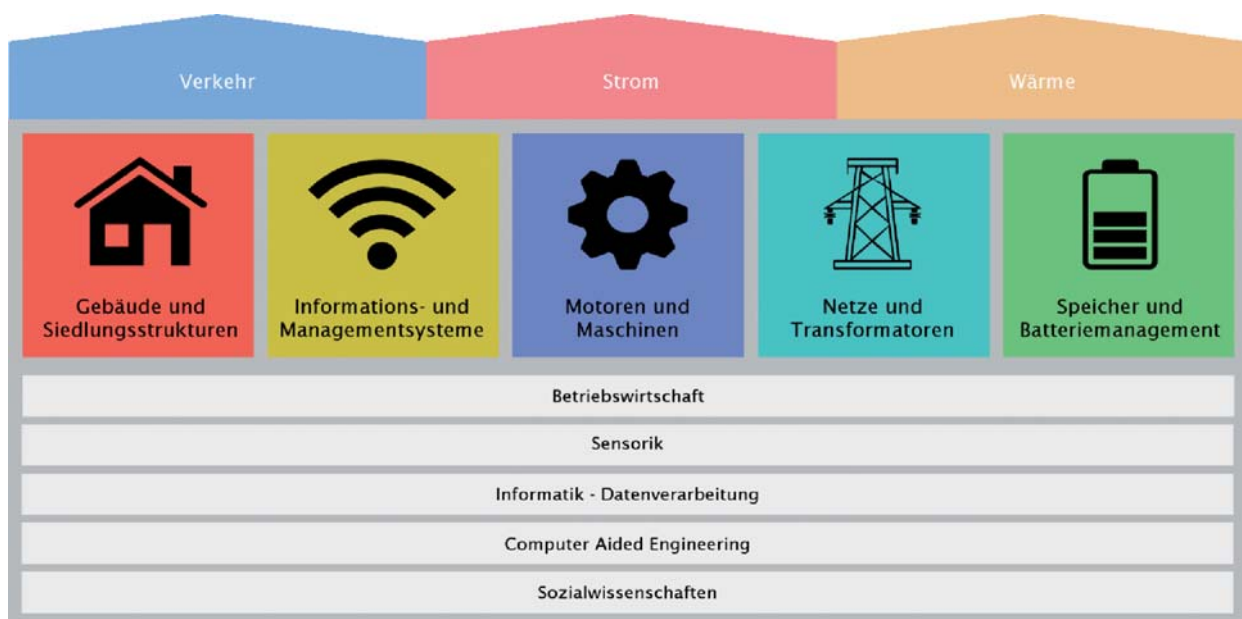 Verkehr
Strom
Wärme
Gebäude und
Siedlungsstrukturen
Informations- und
Managementsysteme
Motoren und
Maschinen
Netze und
Transformatoren
Speicher und
Batteriemanagement
Betriebswirtschaft
Sensorik
Informatik - Datenverarbeitung
Computer Aided Engineering
Sozialwissenschaften